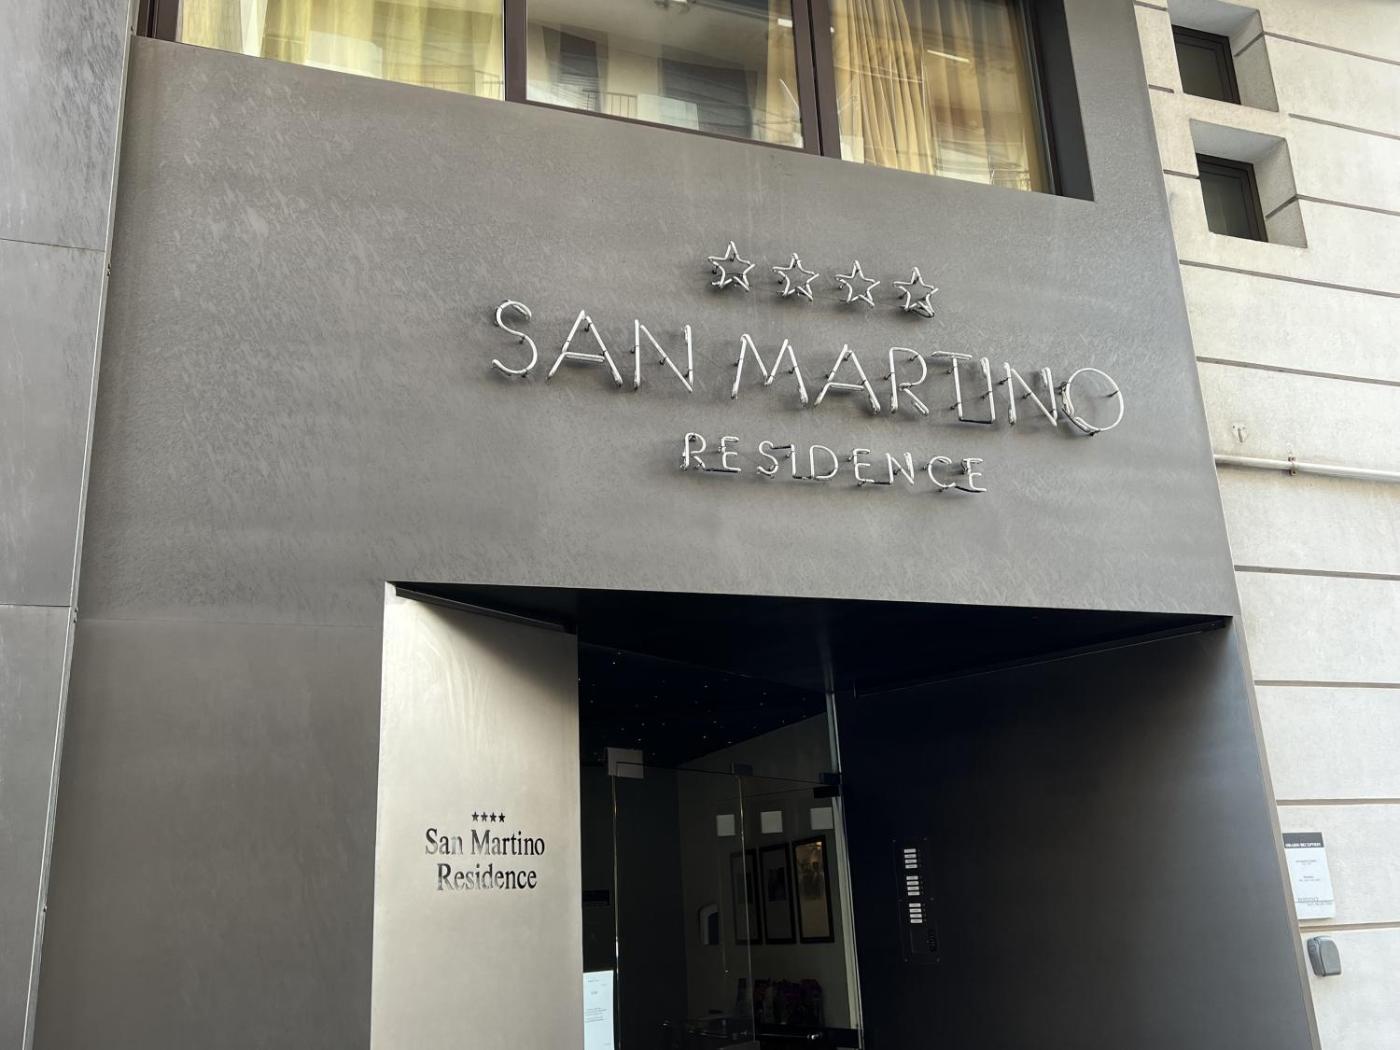 SAN MARTINO
RESIDENCE
San Martino
Residence